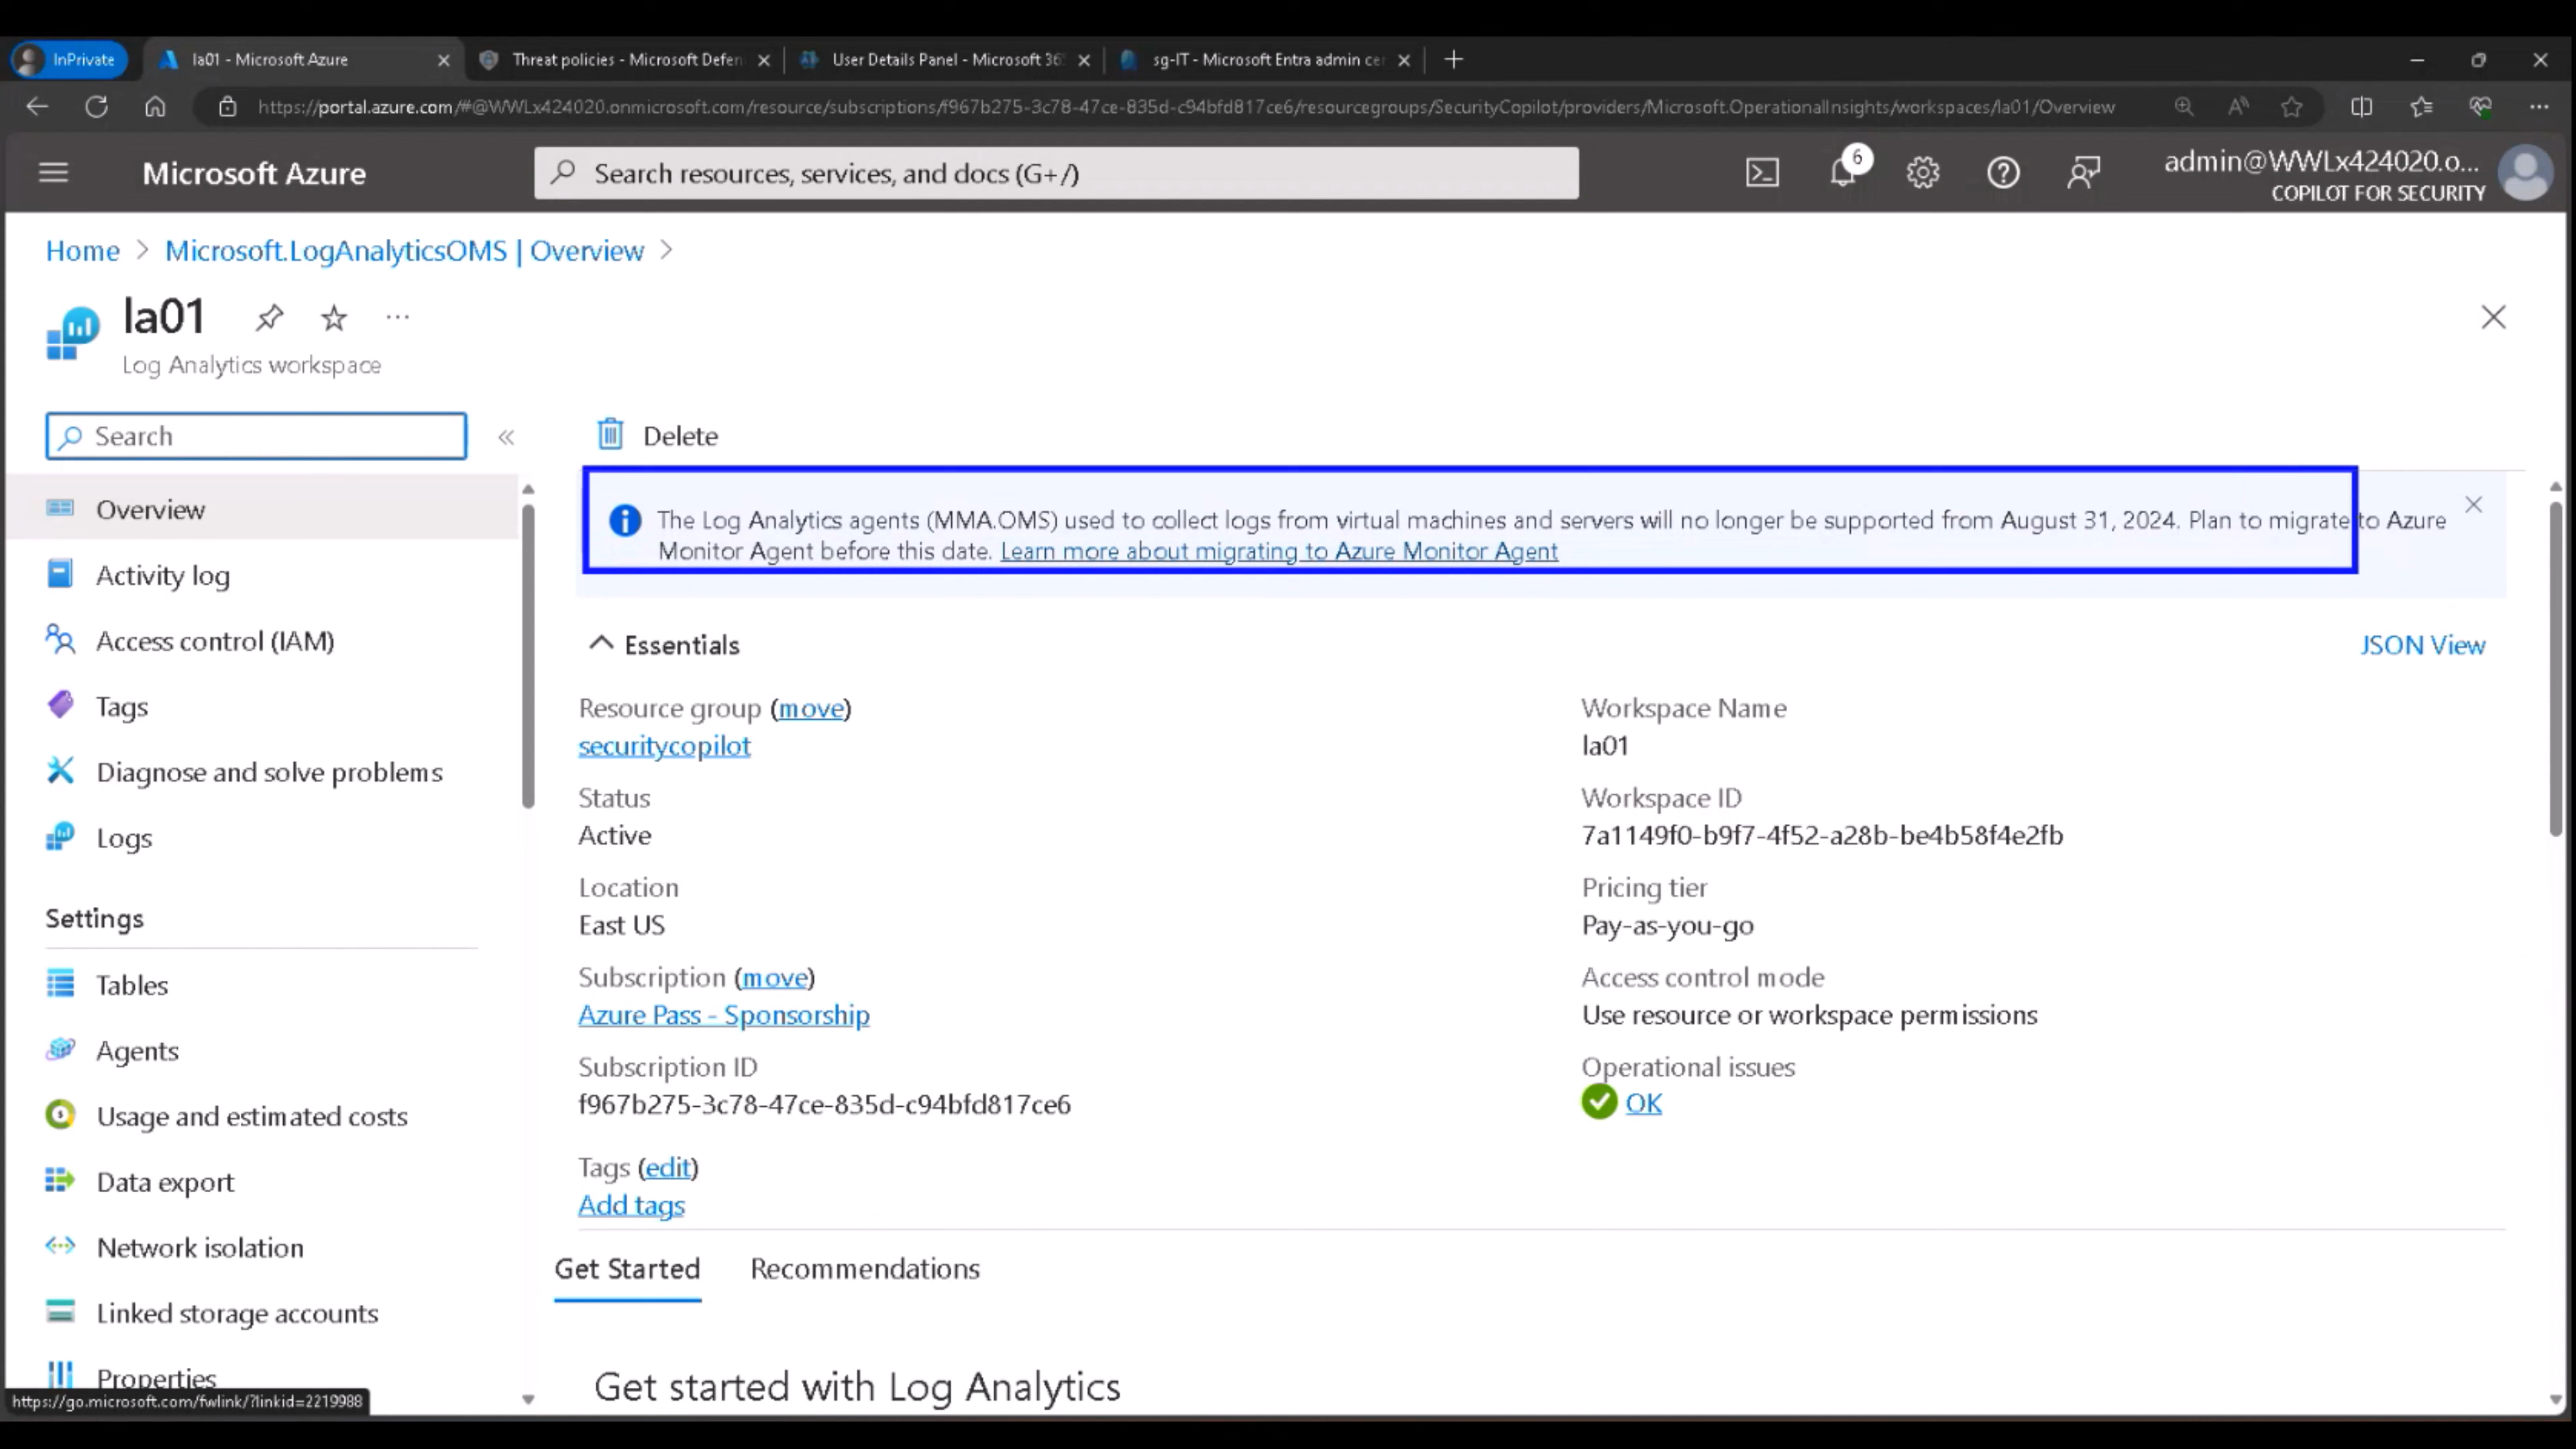 InPrivate
la01 - Microsoft Azure
Threat policies - Microsoft Defen
User Details Panel - Microsoft 36
sg-IT - Microsoft Entra admin cen
https://portal.azure.com/#@WWLx424020.onmicrosoft.com/resource/subscriptions/f967b275-3c78-47ce-835d-c94bfd817ce6/resourcegroups/SecurityCopilot/providers/Microsoft.OperationalInsights/workspaces/la01/Overview
Microsoft Azure
Search resources, services, and docs (G+/)
6
admin@WWLx424020.o...
COPILOT FOR SECURITY
Home > Microsoft.LogAnalyticsOMS | Overview >
la01
Log Analytics workspace
Search
Delete
The Log Analytics agents (MMA.OMS) used to collect logs from virtual machines and servers will no longer be supported from August 31, 2024. Plan to migrate to Azure
Monitor Agent before this date. Learn more about migrating to Azure Monitor Agent
Overview
Activity log
Access control (IAM)
Tags
Diagnose and solve problems
Logs
Settings
Tables
Agents
Usage and estimated costs
Data export
Network isolation
Linked storage accounts
Properties
https://go.microsoft.com/fwlink/?linkid=2219988
Essentials
JSON View
Resource group (move)
securitycopilot
Status
Active
Location
East US
Subscription (move)
Azure Pass - Sponsorship
Subscription ID
f967b275-3c78-47ce-835d-c94bfd817ce6
Tags (edit)
Add tags
Workspace Name
la01
Workspace ID
7a1149f0-b9f7-4f52-a28b-be4b58f4e2fb
Pricing tier
Pay-as-you-go
Access control mode
Use resource or workspace permissions
Operational issues
OK
Get Started
Recommendations
Get started with Log Analytics